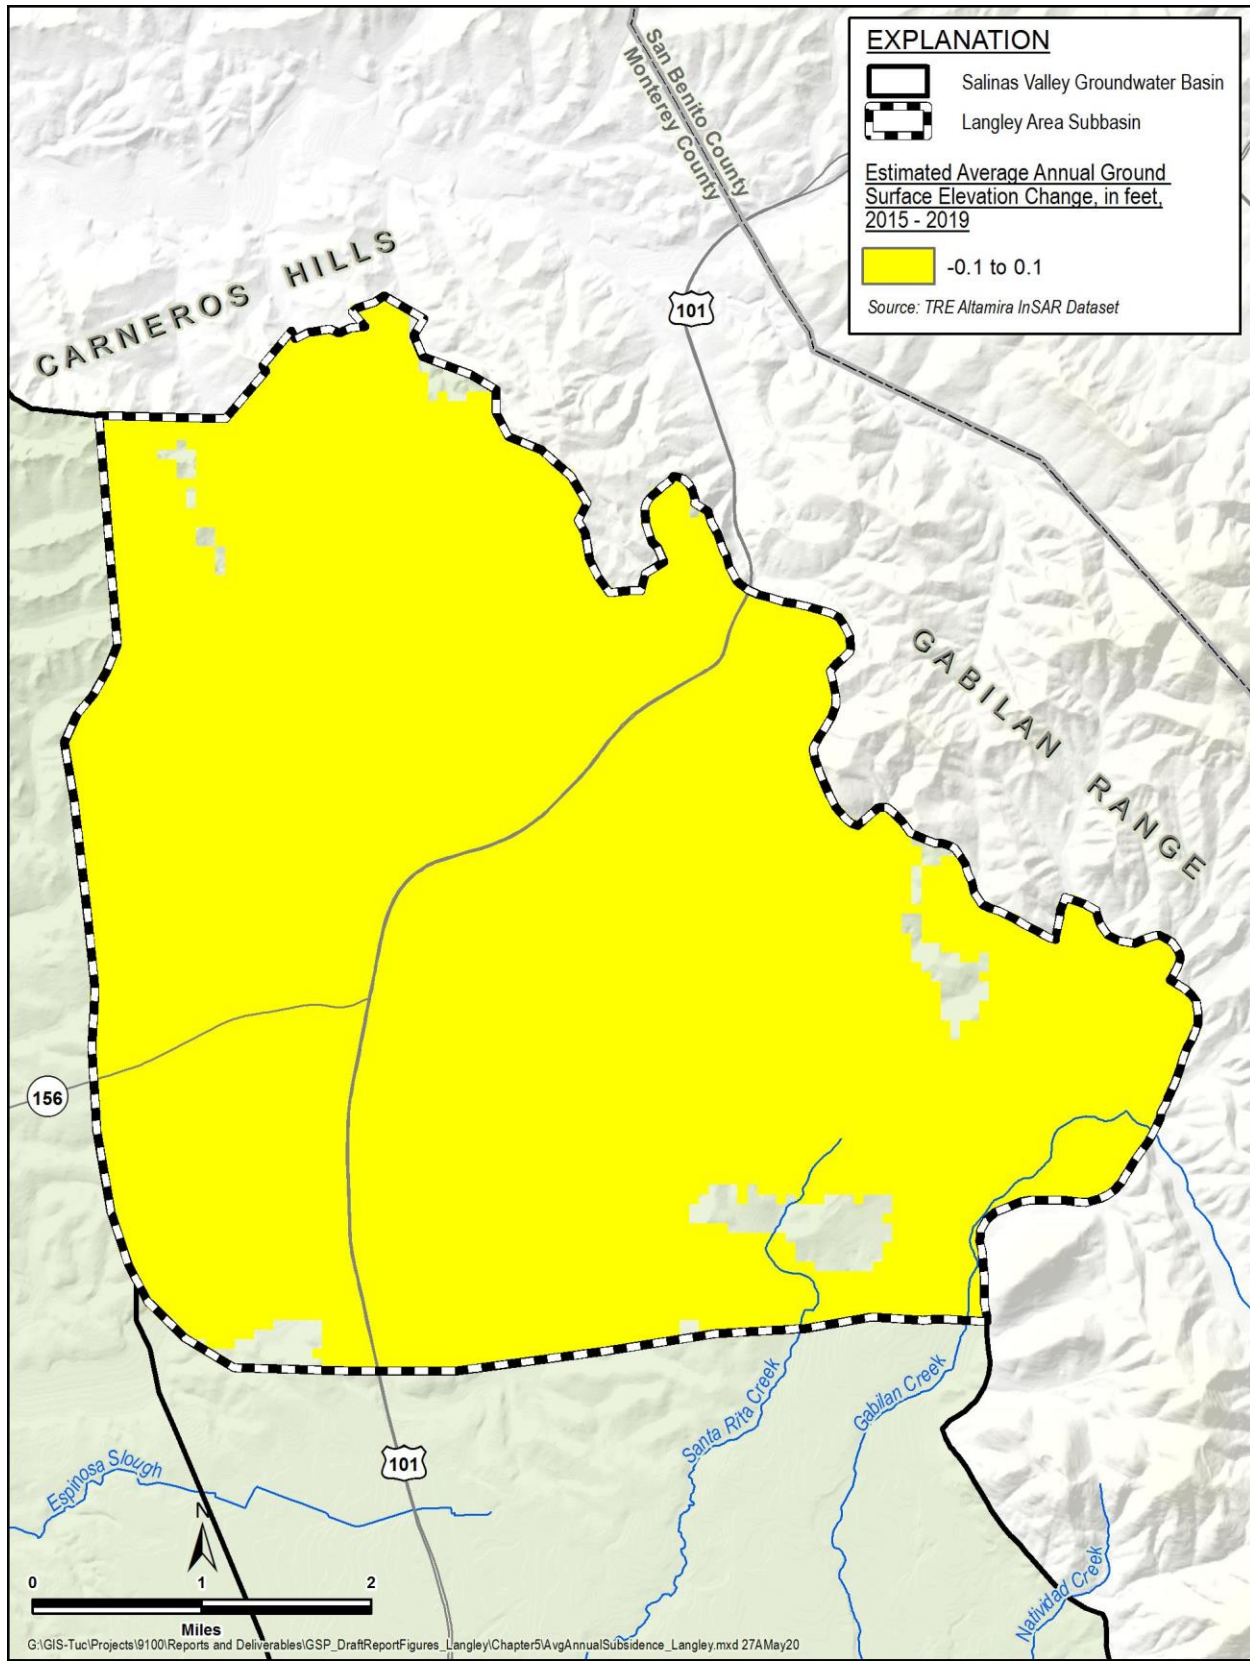 EXPLANATION
Salinas Valley Groundwater Basin
Langley Area Subbasin
Estimated Average Annual Ground
Surface Elevation Change, in feet,
2015 - 2019
-0.1 to 0.1
Source: TRE Altamira InSAR Dataset
San Benito County
Monterey County
CARNEROS HILLS
101
GABILAN RANGE
156
Santa Rita Creek
Gabilan Creek
101
Espinosa Slough
Natividad Creek
N
0 1 2
Miles
G:\GIS-Tuc\Projects\9100\Reports and Deliverables\GSP_DraftReportFigures_Langley\Chapter5\AvgAnnualSubsidence_Langley.mxd 27AMay20